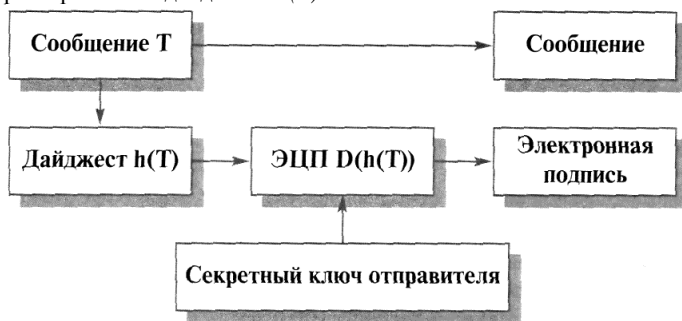 Сообщение Т
Сообщение
Дайджест h(T)
ЭЦП D(h(T))
Электронная
подпись
Секретный ключ отправителя